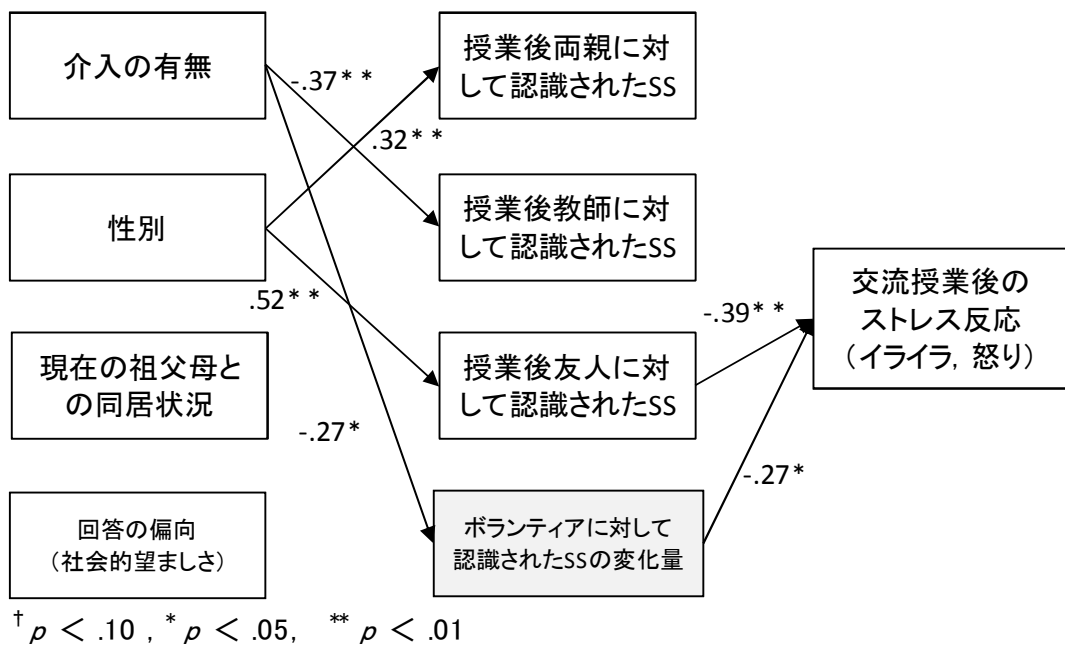 介入の有無
授業後両親に対
して認識されたSS
-.37**
.32**
性別
授業後教師に対
して認識されたSS
.52**
交流授業後の
ストレス反応
（イライラ, 怒り）
-.39**
現在の祖父母と
の同居状況
授業後友人に対
して認識されたSS
-.27*
-.27*
回答の偏向
（社会的望ましさ）
ボランティアに対して
認識されたSSの変化量
† p < .10 , * p < .05, ** p < .01